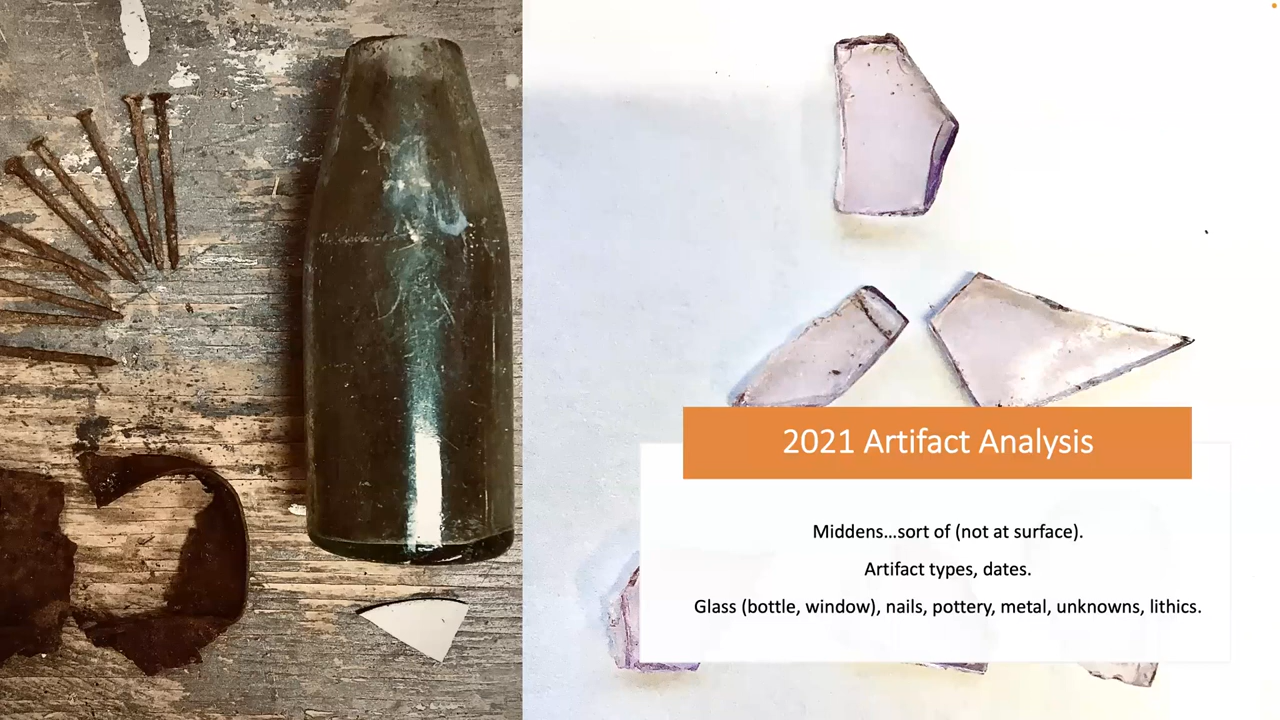 2021 Artifact Analysis
Middens...sort of (not at surface).
Artifact types, dates.
Glass (bottle, window), nails, pottery, metal, unknowns, lithics.